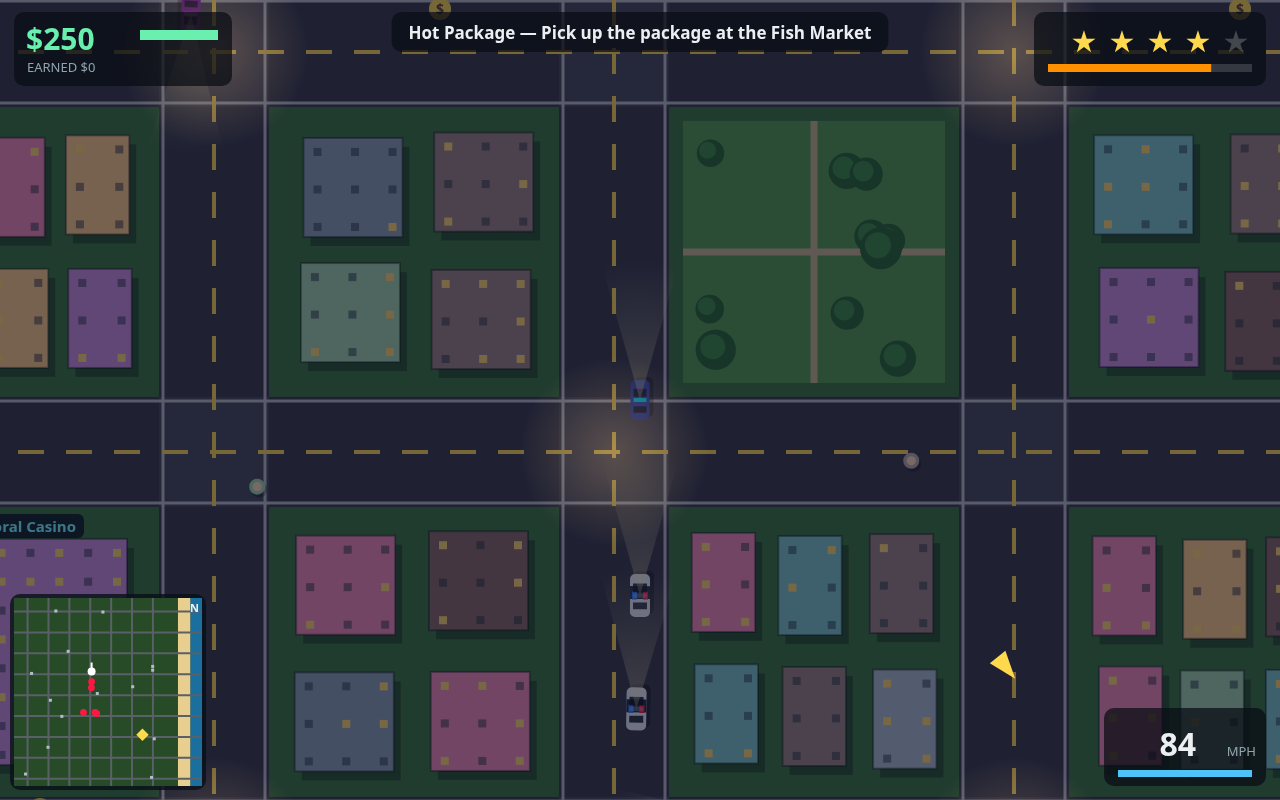 $250
EARNED $0
Hot Package — Pick up the package at the Fish Market
$
$
oral Casino
N
84 MPH